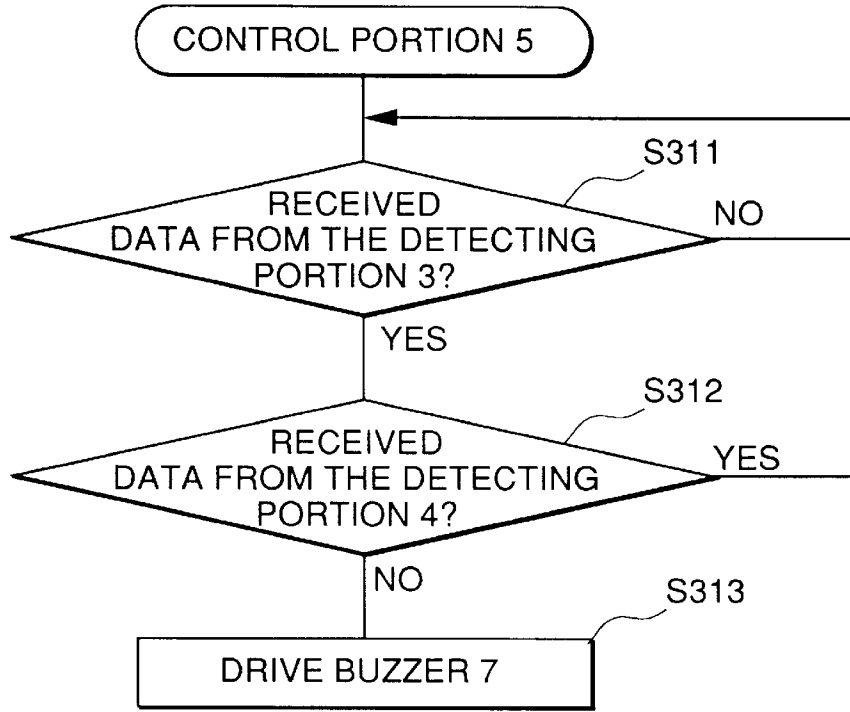 CONTROL PORTION 5
S311
RECEIVED
DATA FROM THE DETECTING
PORTION 3?
NO
YES
S312
RECEIVED
DATA FROM THE DETECTING
PORTION 4?
YES
NO
S313
DRIVE BUZZER 7